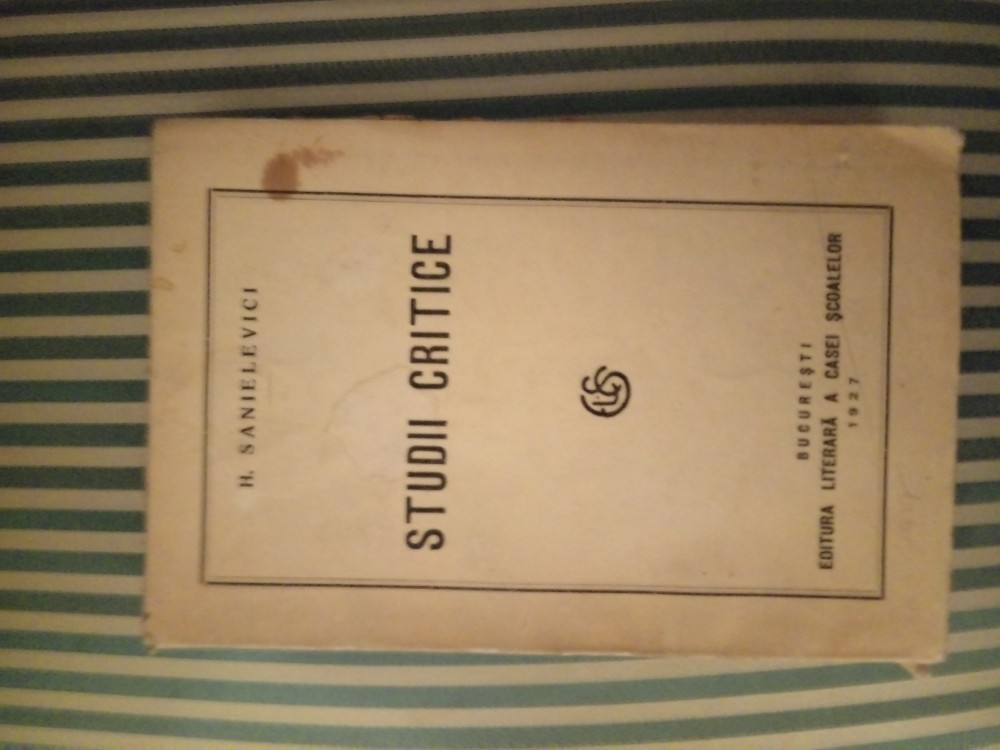 H. SANIELEVICI
STUDII CRITICE
BUCUREȘTI
EDITURA LITERARĂ A CASEI ȘCOALELOR
1927